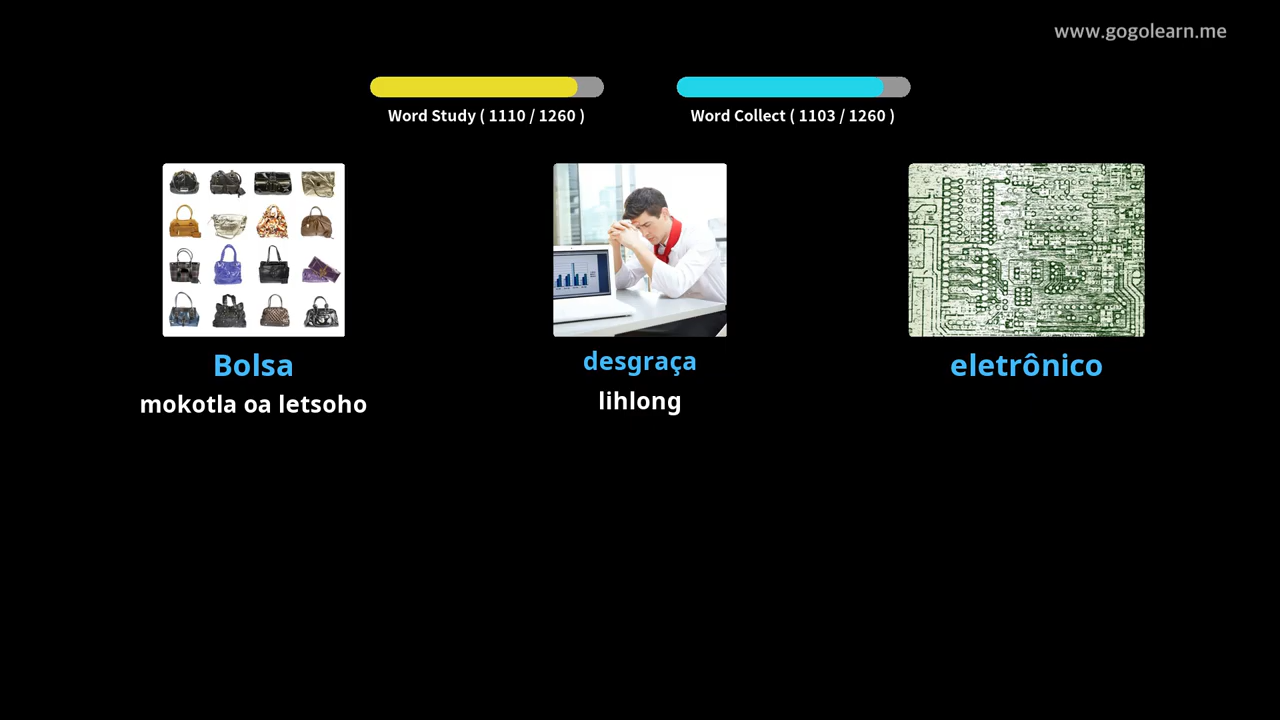 www.gogolearn.me
Word Study ( 1110 / 1260 )
Word Collect ( 1103 / 1260 )
Bolsa
desgraça
eletrônico
mokotla oa letsoho
lihlong